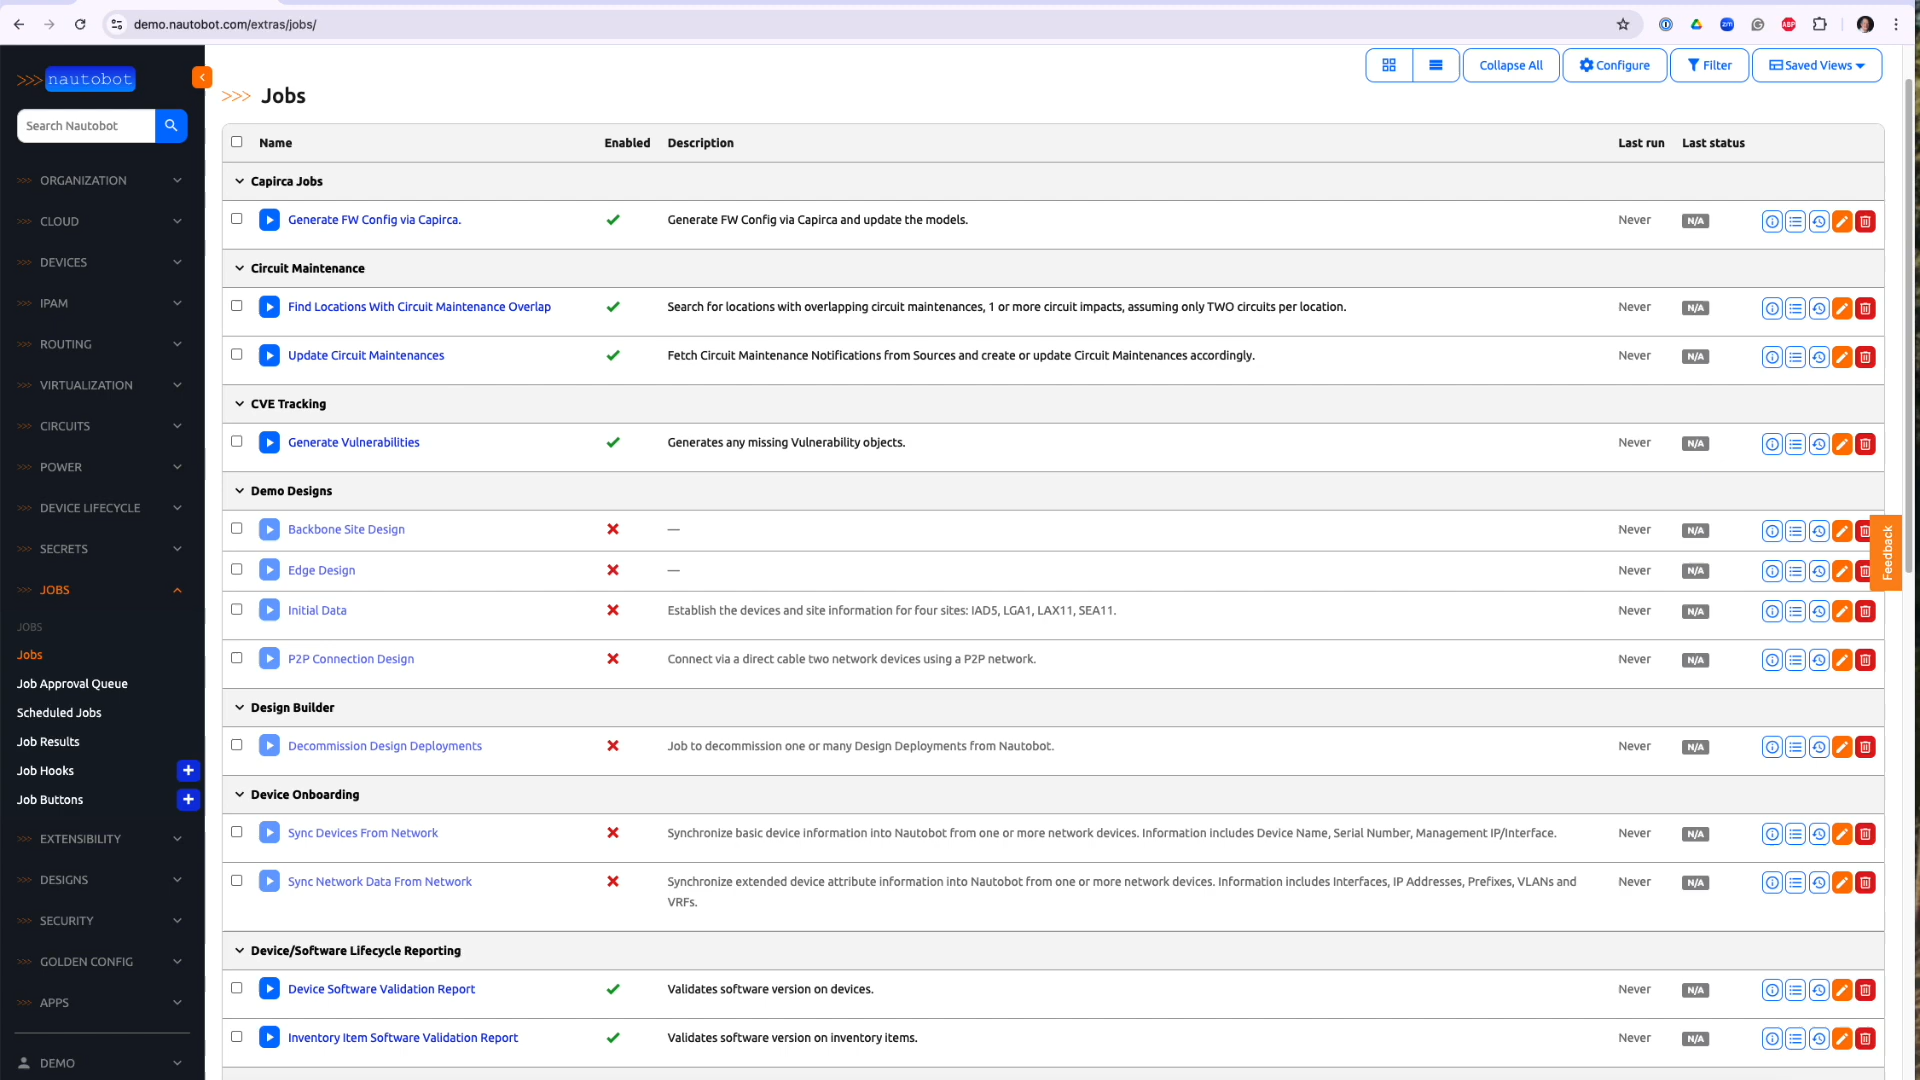 demo.nautobot.com/extras/jobs/
>>> nautobot
Search Nautobot
>>> ORGANIZATION
>>> CLOUD
>>> DEVICES
>>> IPAM
>>> ROUTING
>>> VIRTUALIZATION
>>> CIRCUITS
>>> POWER
>>> DEVICE LIFECYCLE
>>> SECRETS
>>> JOBS
JOBS
Jobs
Job Approval Queue
Scheduled Jobs
Job Results
Job Hooks
Job Buttons
>>> EXTENSIBILITY
>>> DESIGNS
>>> SECURITY
>>> GOLDEN CONFIG
>>> APPS
DEMO
Collapse All Configure Filter Saved Views
>>> Jobs
Name Enabled Description Last run Last status
Capirca Jobs
Generate FW Config via Capirca. Generate FW Config via Capirca and update the models. Never N/A
Circuit Maintenance
Find Locations With Circuit Maintenance Overlap Search for locations with overlapping circuit maintenances, 1 or more circuit impacts, assuming only TWO circuits per location. Never N/A
Update Circuit Maintenances Fetch Circuit Maintenance Notifications from Sources and create or update Circuit Maintenances accordingly. Never N/A
CVE Tracking
Generate Vulnerabilities Generates any missing Vulnerability objects. Never N/A
Demo Designs
Backbone Site Design — Never N/A
Edge Design — Never N/A
Initial Data Establish the devices and site information for four sites: IAD5, LGA1, LAX11, SEA11. Never N/A
P2P Connection Design Connect via a direct cable two network devices using a P2P network. Never N/A
Design Builder
Decommission Design Deployments Job to decommission one or many Design Deployments from Nautobot. Never N/A
Device Onboarding
Sync Devices From Network Synchronize basic device information into Nautobot from one or more network devices. Information includes Device Name, Serial Number, Management IP/Interface. Never N/A
Sync Network Data From Network Synchronize extended device attribute information into Nautobot from one or more network devices. Information includes Interfaces, IP Addresses, Prefixes, VLANs and Never N/A
VRFs.
Device/Software Lifecycle Reporting
Device Software Validation Report Validates software version on devices. Never N/A
Inventory Item Software Validation Report Validates software version on inventory items. Never N/A
Feedback
ABP